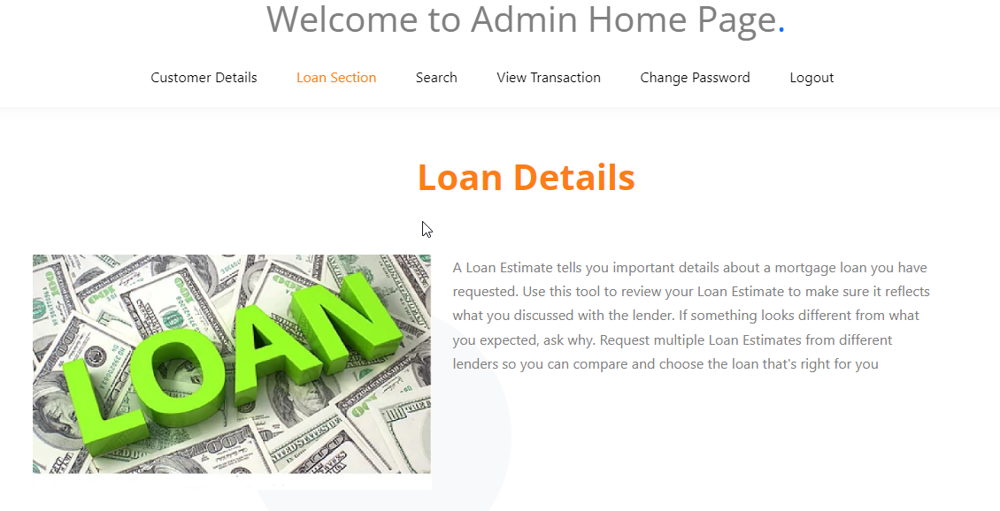 Welcome to Admin Home Page.
Customer Details Loan Section Search View Transaction Change Password Logout
Loan Details
A Loan Estimate tells you important details about a mortgage loan you have
requested. Use this tool to review your Loan Estimate to make sure it reflects
what you discussed with the lender. If something looks different from what
you expected, ask why. Request multiple Loan Estimates from different
lenders so you can compare and choose the loan that's right for you
LOAN